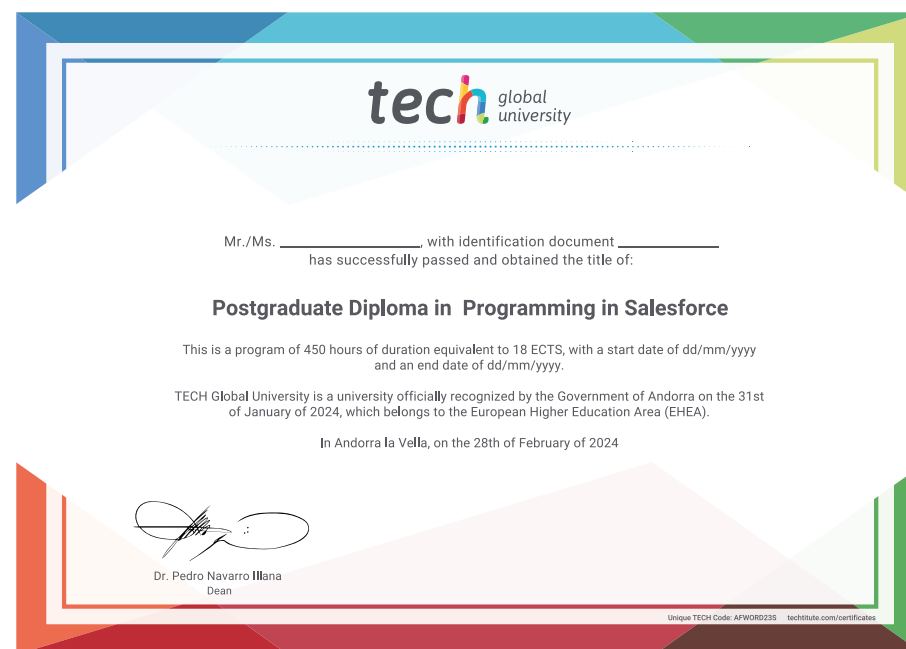 tech global
university
Mr./Ms. ____________________, with identification document ______________
has successfully passed and obtained the title of:
Postgraduate Diploma in  Programming in Salesforce
This is a program of 450 hours of duration equivalent to 18 ECTS, with a start date of dd/mm/yyyy
and an end date of dd/mm/yyyy.
TECH Global University is a university officially recognized by the Government of Andorra on the 31st
of January of 2024, which belongs to the European Higher Education Area (EHEA).
In Andorra la Vella, on the 28th of February of 2024
Dr. Pedro Navarro Illana
Dean
Unique TECH Code: AFWORD23S techtitute.com/certificates